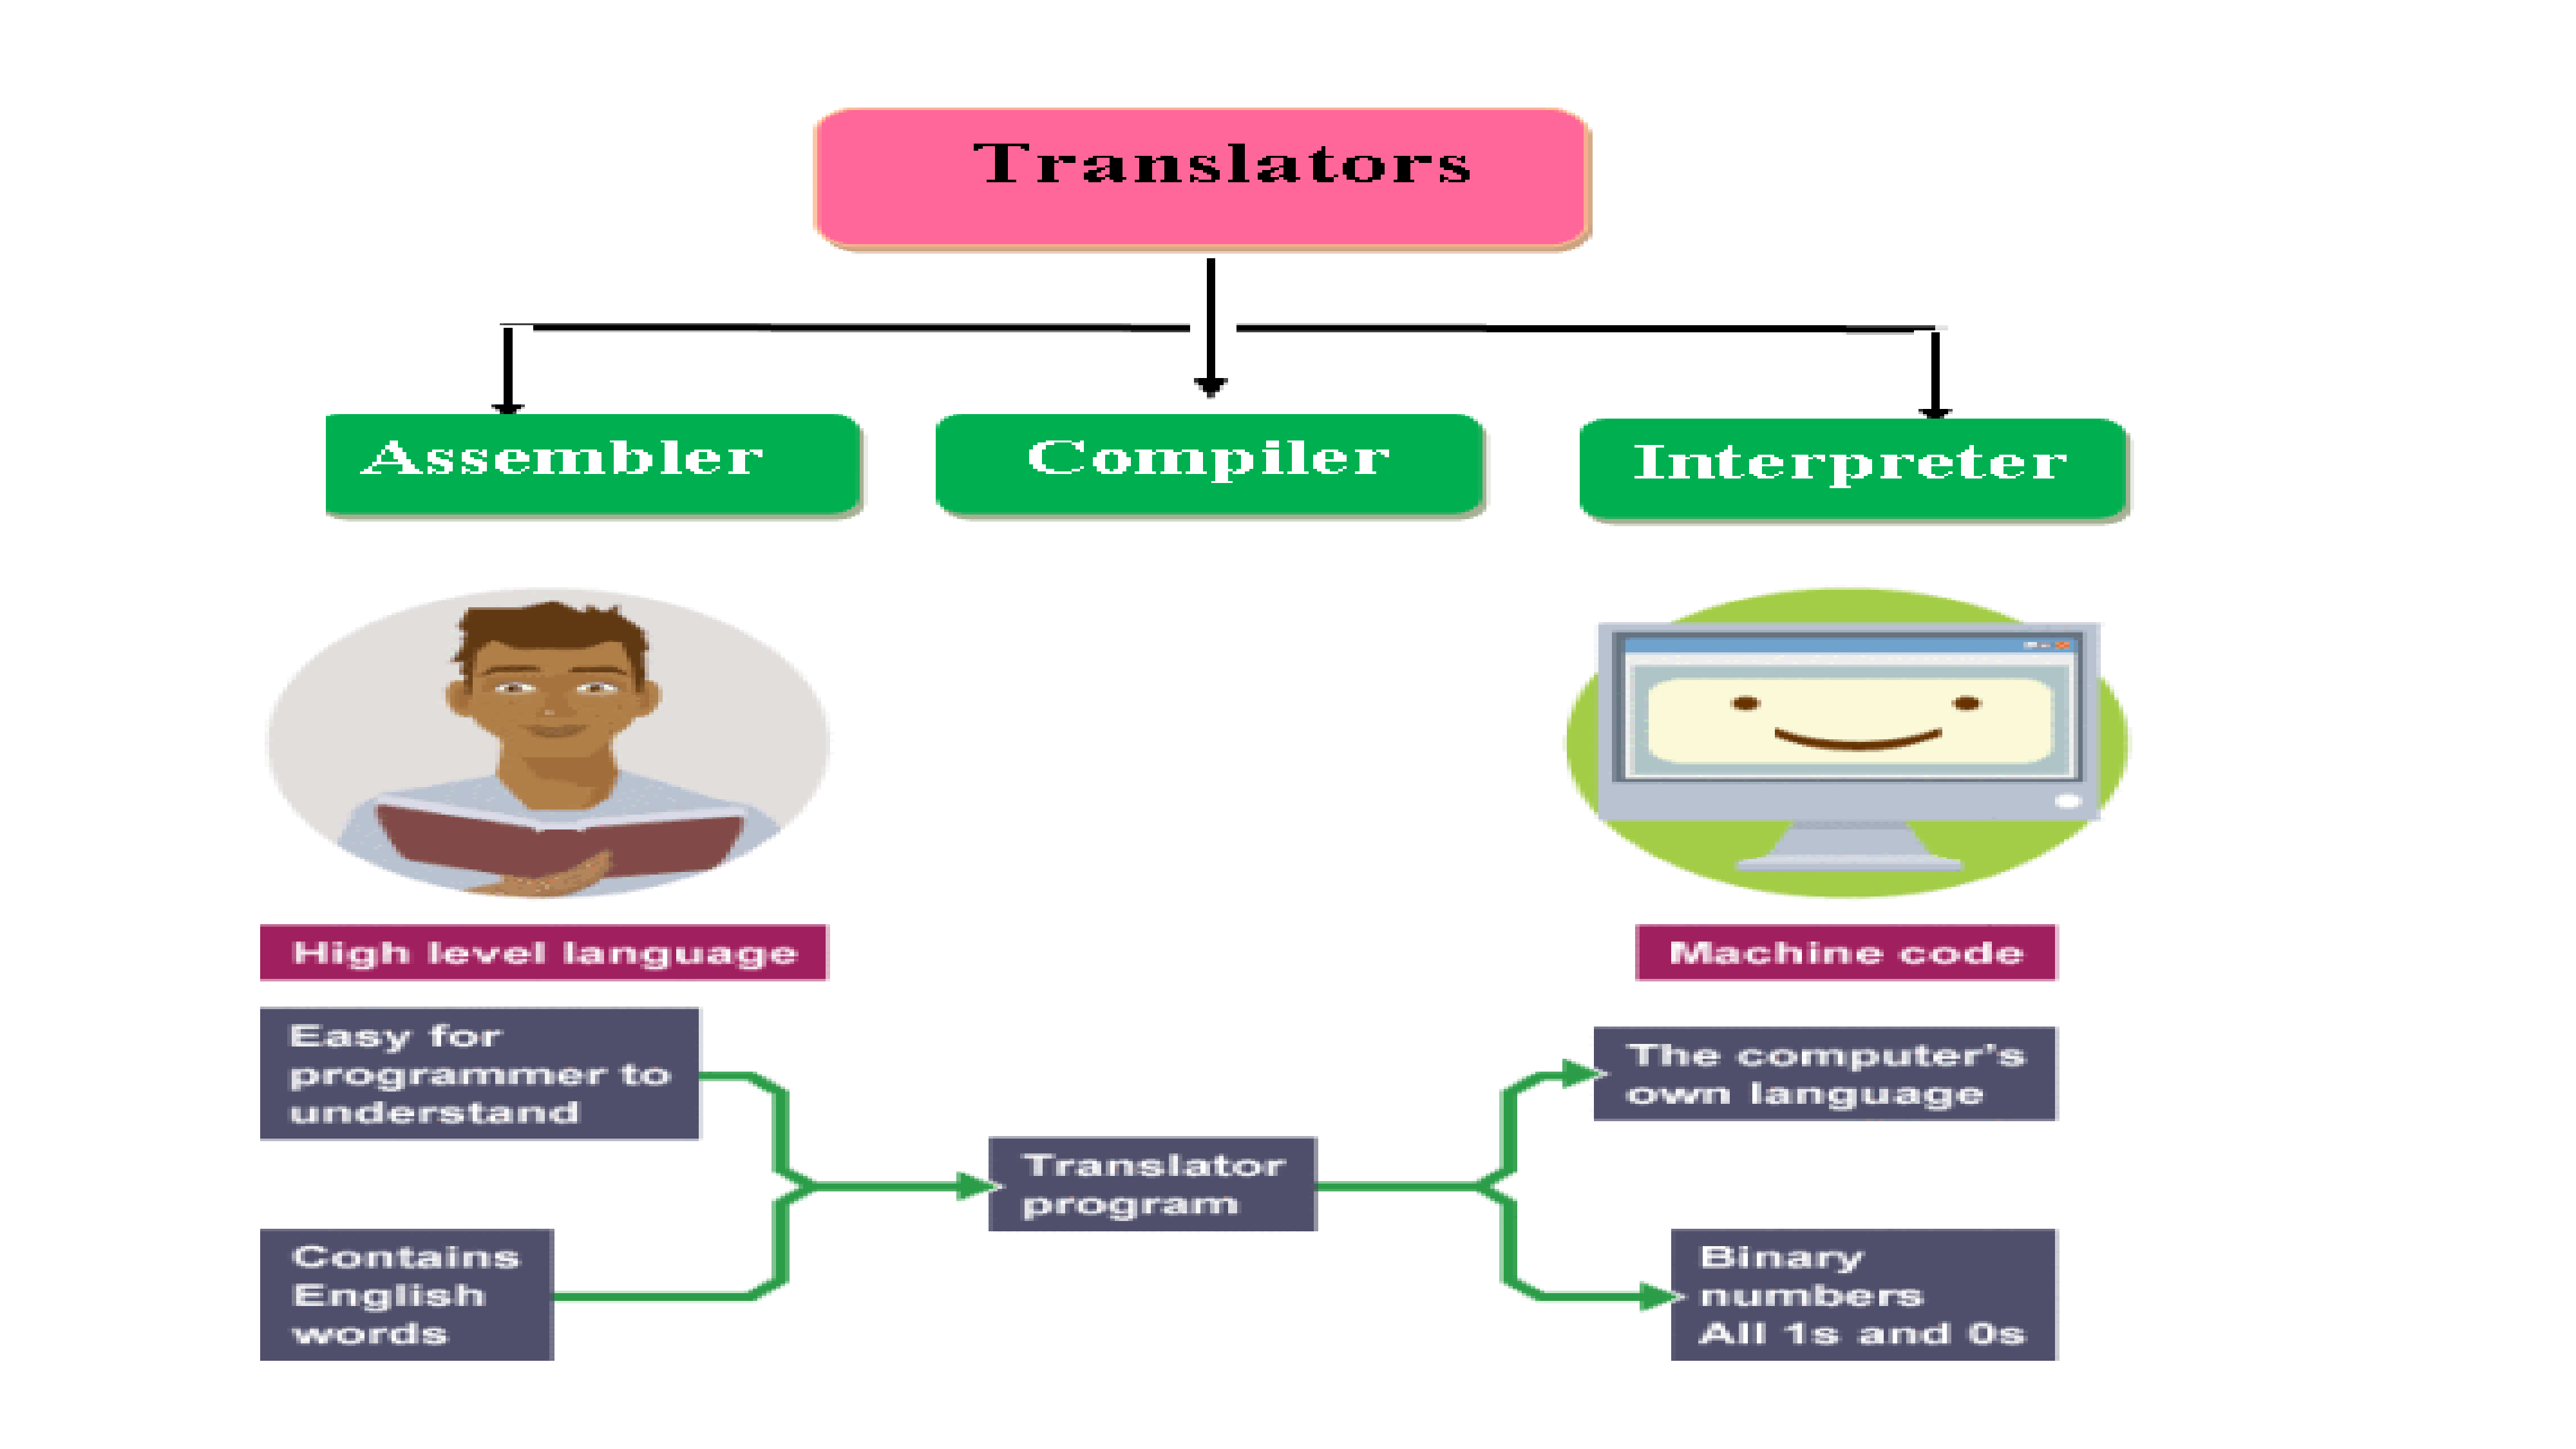 Translators
Assembler
Compiler
Interpreter
High level language
Machine code
Easy for
programmer to
understand
The computer's
own language
Translator
program
Contains
English
words
Binary
numbers
All 1s and 0s